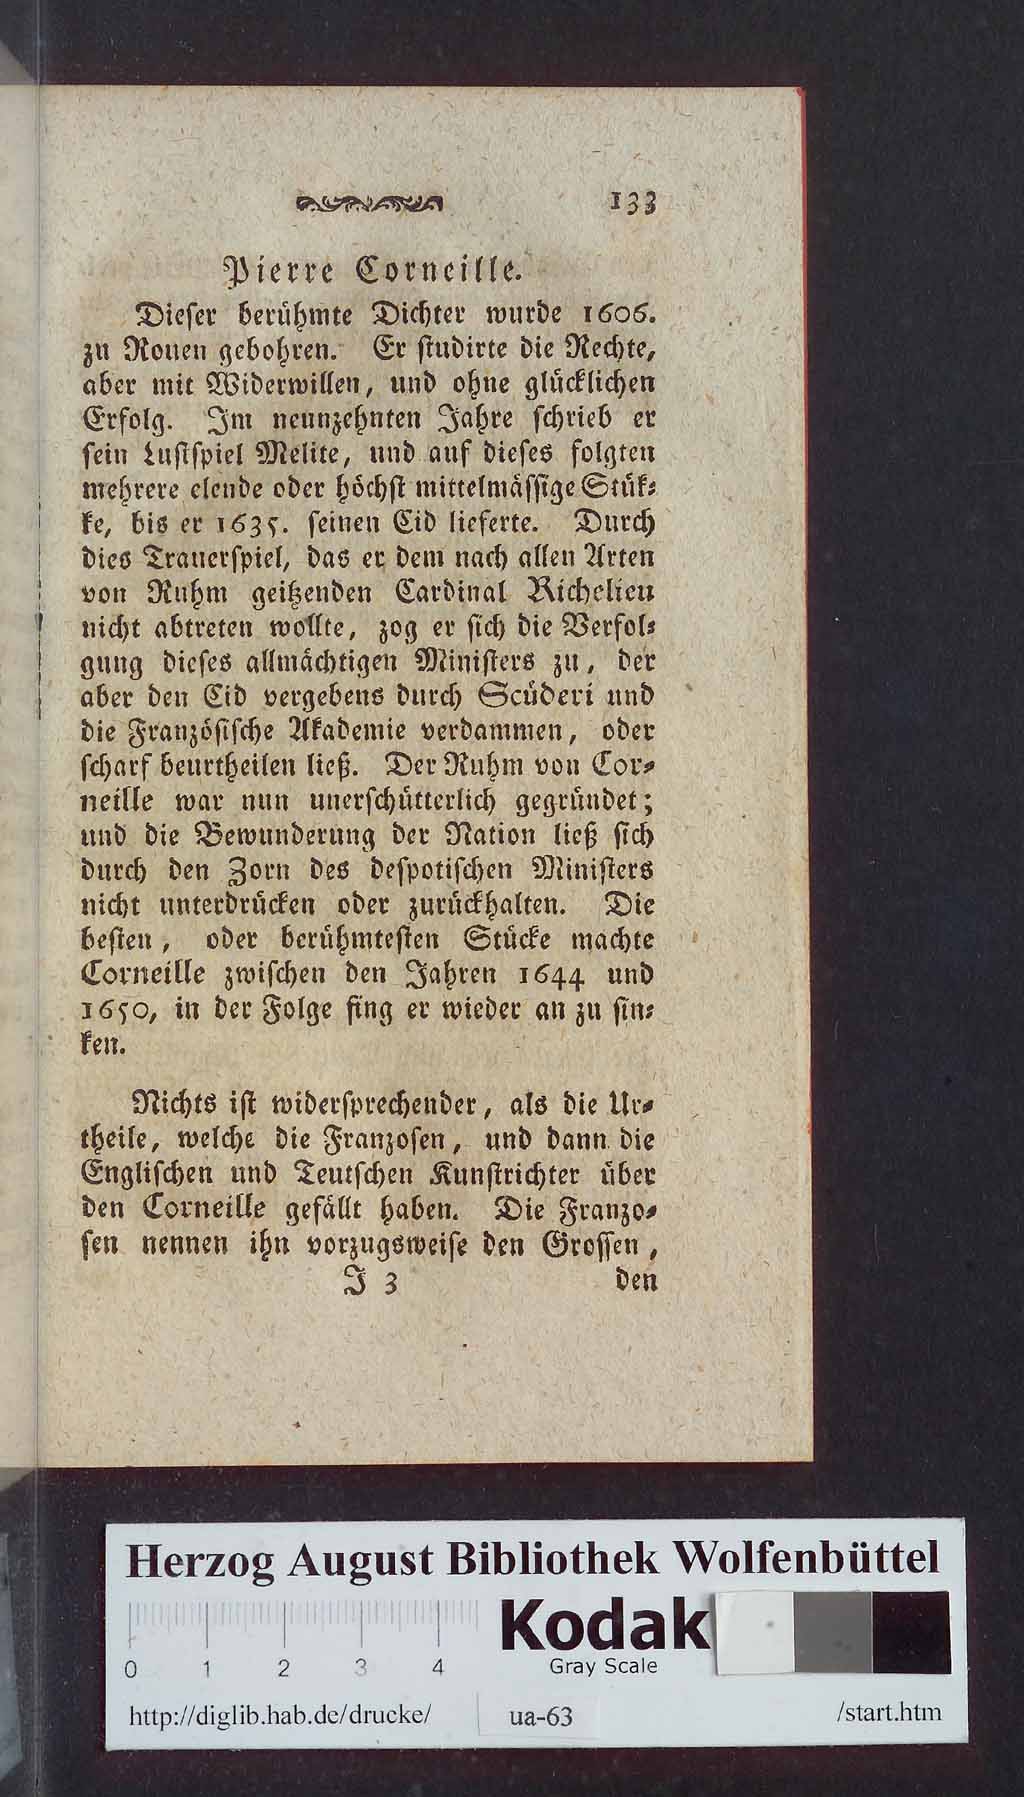 133
Pierre Corneille.
Dieser berühmte Dichter wurde 1606.
zu Rouen gebohren. Er studirte die Rechte,
aber mit Widerwillen, und ohne glücklichen
Erfolg. Im neunzehnten Jahre schrieb er
sein Lustspiel Melite, und auf dieses folgten
mehrere elende oder höchst mittelmässige Stük-
ke, bis er 1635. seinen Cid lieferte. Durch
dies Trauerspiel, das er dem nach allen Arten
von Ruhm geitzenden Cardinal Richelieu
nicht abtreten wollte, zog er sich die Verfol-
gung dieses allmächtigen Ministers zu, der
aber den Cid vergebens durch Scüderi und
die Französische Akademie verdammen, oder
scharf beurtheilen ließ. Der Ruhm von Cor-
neille war nun unerschütterlich gegründet;
und die Bewunderung der Nation ließ sich
durch den Zorn des despotischen Ministers
nicht unterdrücken oder zurückhalten. Die
besten, oder berühmtesten Stücke machte
Corneille zwischen den Jahren 1644 und
1650, in der Folge fing er wieder an zu sin-
ken.
Nichts ist widersprechender, als die Ur-
theile, welche die Franzosen, und dann die
Englischen und Teutschen Kunstrichter über
den Corneille gefällt haben. Die Franzo-
sen nennen ihn vorzugsweise den Grossen,
J 3 den
Herzog August Bibliothek Wolfenbüttel
0 1 2 3 4
Kodak
Gray Scale
http://diglib.hab.de/drucke/ ua-63 /start.htm